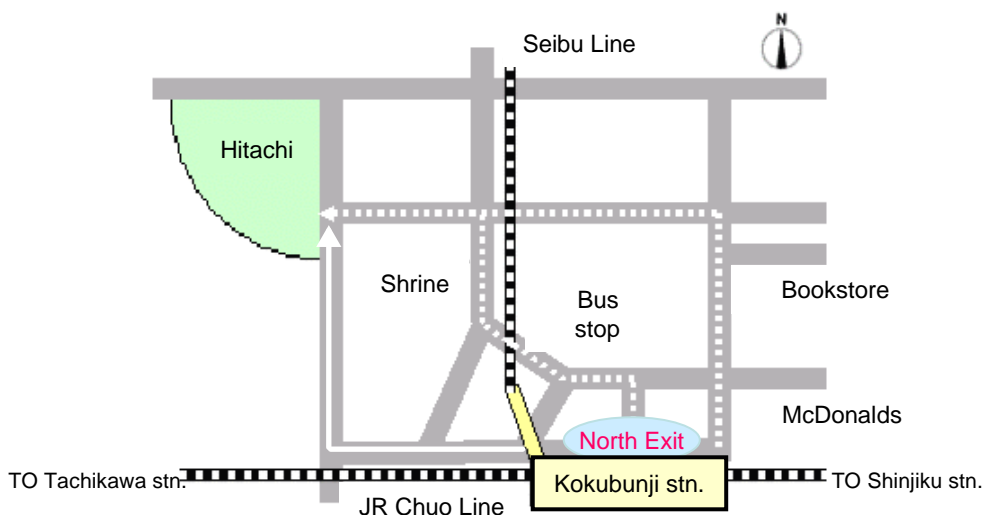 Seibu Line
N
Hitachi
Shrine
Bus
stop
Bookstore
McDonalds
North Exit
TO Tachikawa stn.
Kokubunji stn.
TO Shinjiku stn.
JR Chuo Line